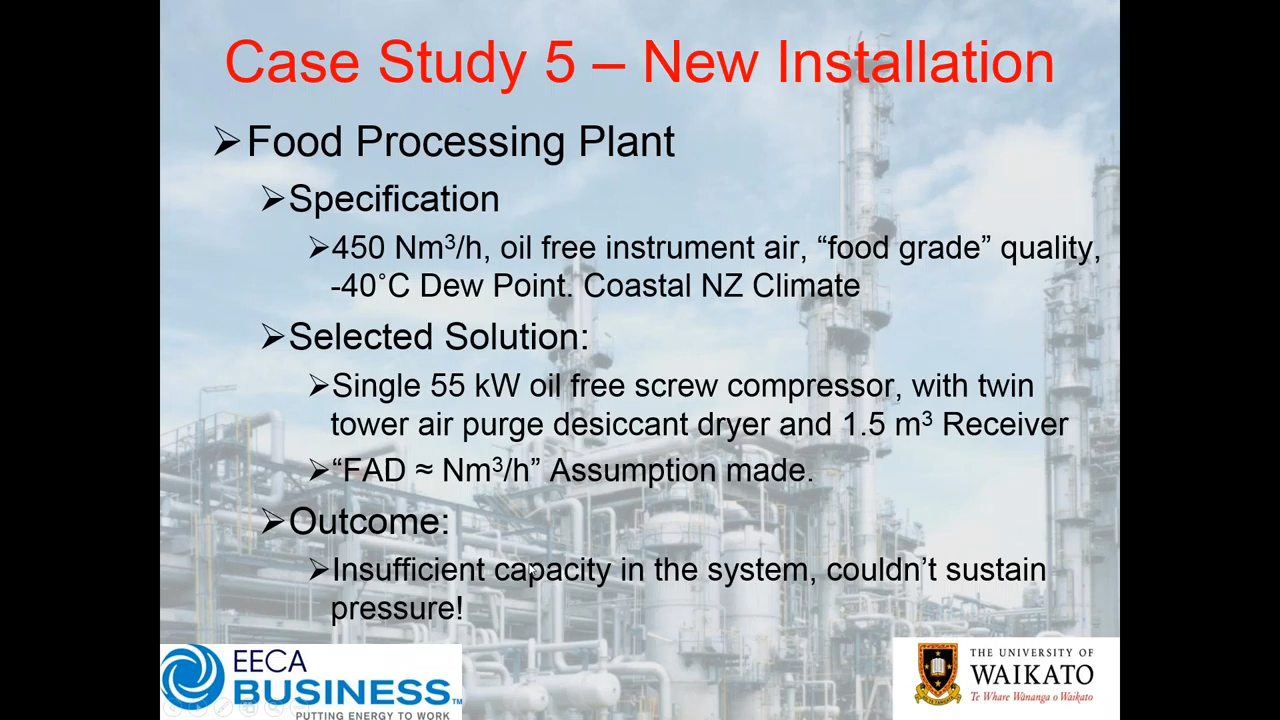 Case Study 5 – New Installation
➢Food Processing Plant
➢Specification
➢450 Nm³/h, oil free instrument air, “food grade” quality,
-40˚C Dew Point. Coastal NZ Climate
➢Selected Solution:
➢Single 55 kW oil free screw compressor, with twin
tower air purge desiccant dryer and 1.5 m³ Receiver
➢“FAD ≈ Nm³/h” Assumption made.
➢Outcome:
➢Insufficient capacity in the system, couldn’t sustain
pressure!
EECA
BUSINESS™
PUTTING ENERGY TO WORK
THE UNIVERSITY OF
WAIKATO
Te Whare Wānanga o Waikato